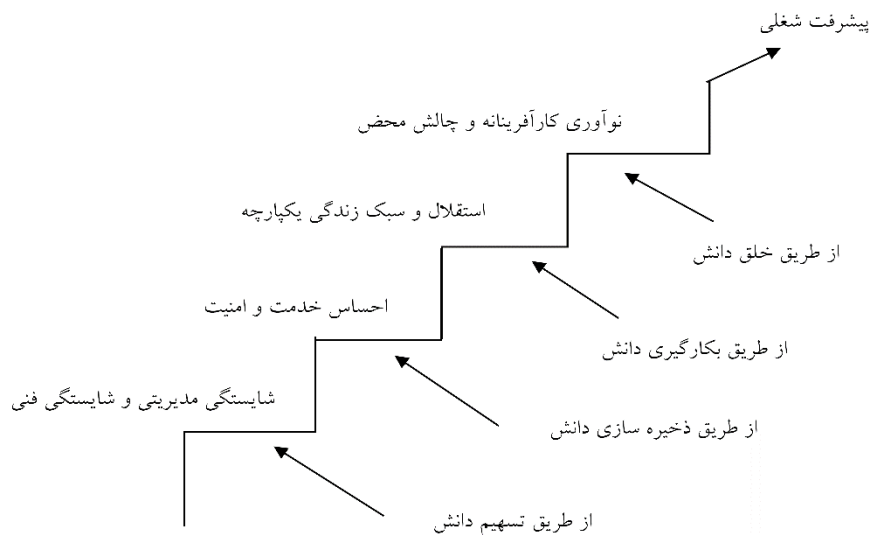 پیشرفت شغلی
نوآوری کارآفرینانه و چالش محض
استقلال و سبک زندگی یکپارچه
از طریق خلق دانش
احساس خدمت و امنیت
از طریق بکارگیری دانش
شایستگی مدیریتی و شایستگی فنی
از طریق ذخیره سازی دانش
از طریق تسهیم دانش